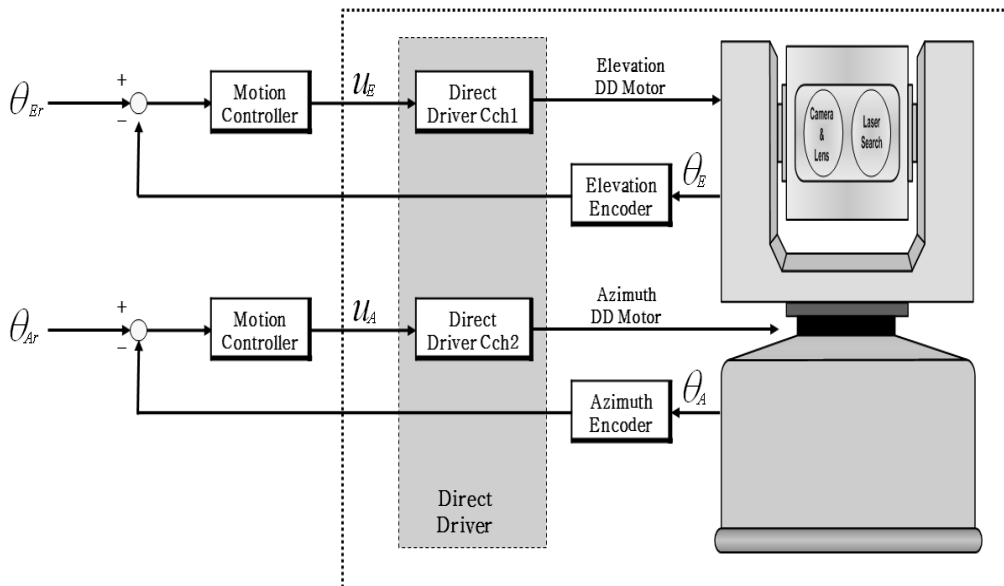 θEr
+
−
Motion
Controller
uE
Direct
Driver Cch1
Elevation
DD Motor
Camera
&
Lens
Laser
Search
Elevation
Encoder
θE
θAr
+
−
Motion
Controller
uA
Direct
Driver Cch2
Azimuth
DD Motor
Azimuth
Encoder
θA
Direct
Driver